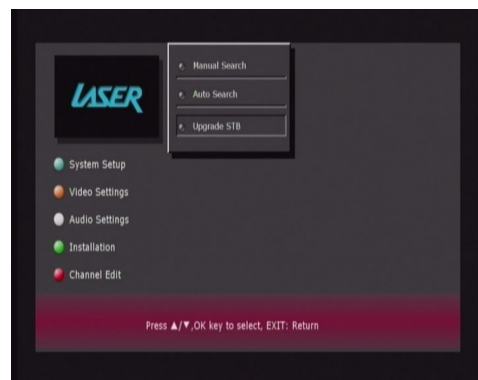 LASER
Manual Search
Auto Search
Upgrade STB
System Setup
Video Settings
Audio Settings
Installation
Channel Edit
Press ▲/▼,OK key to select, EXIT: Return